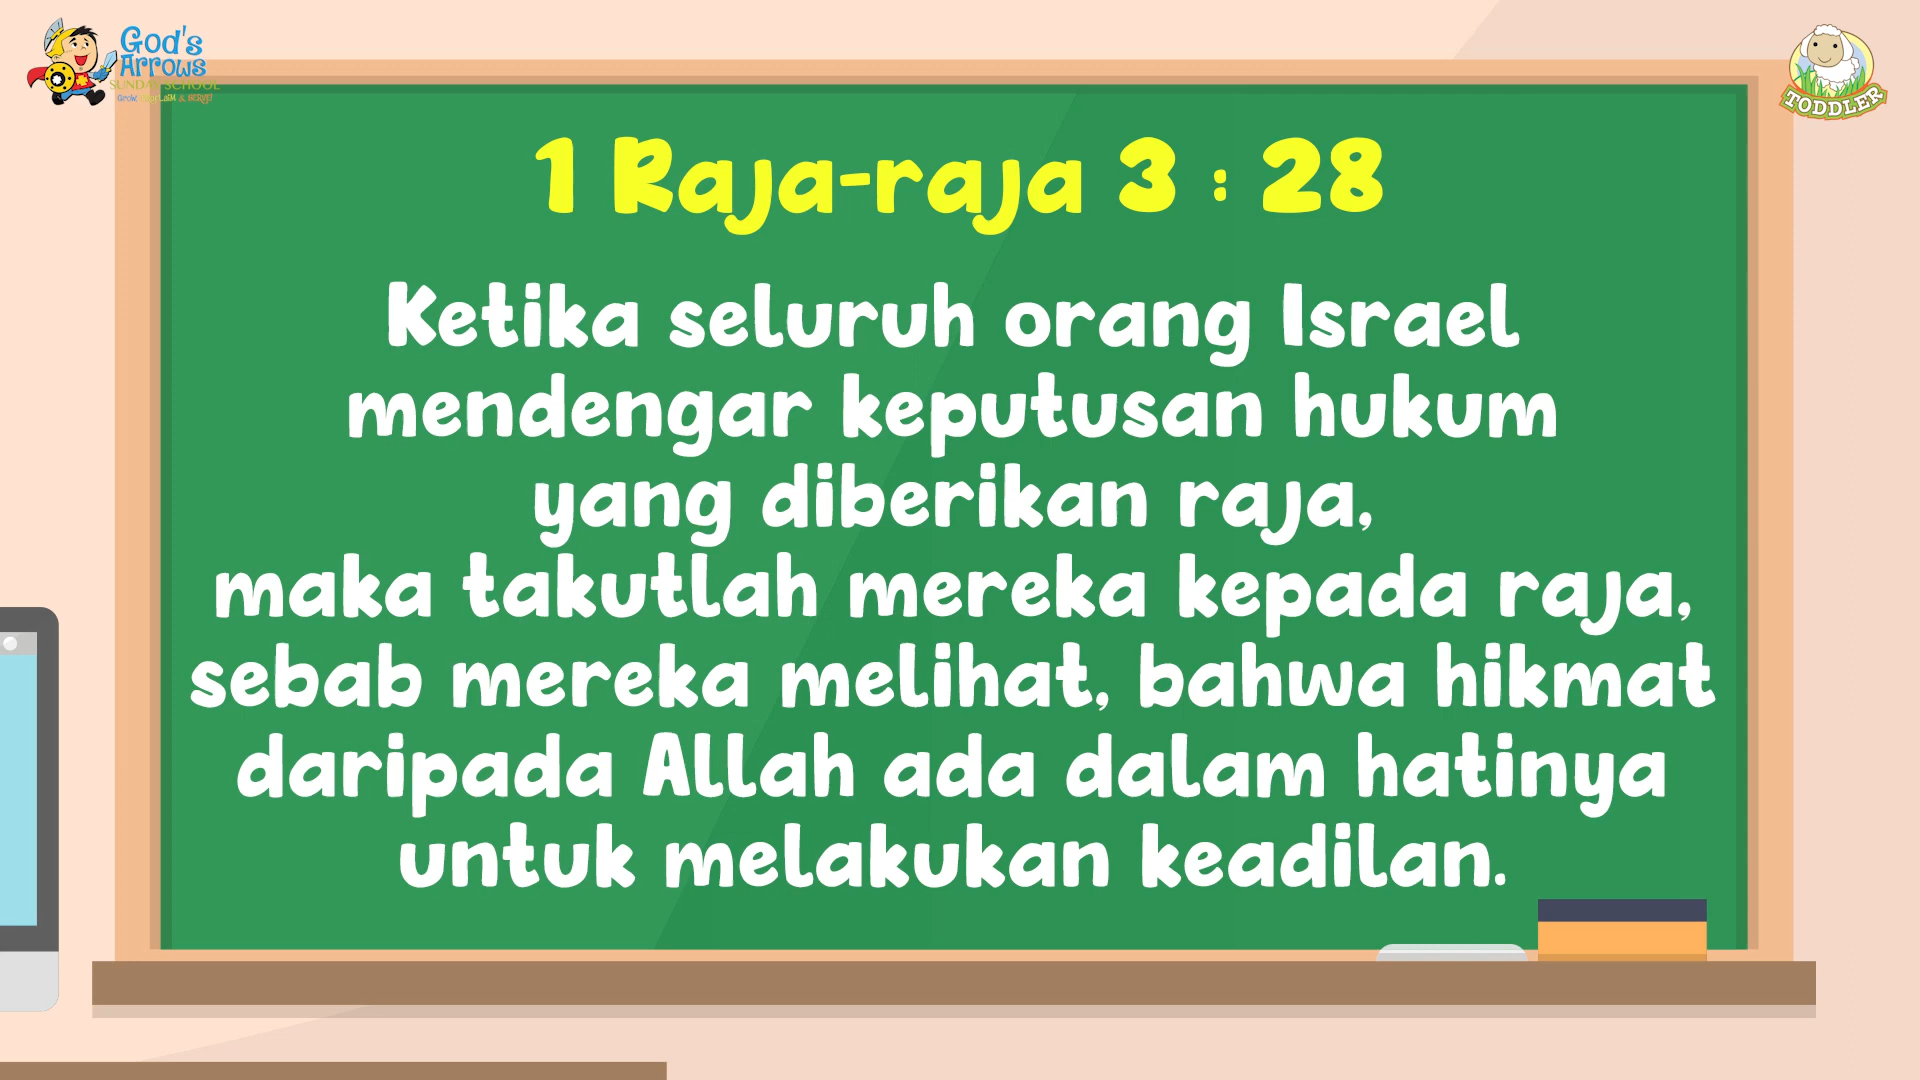 God's
Arrows
SUNDAY SCHOOL
TODDLER
1 Raja-raja 3 : 28
Ketika seluruh orang Israel
mendengar keputusan hukum
yang diberikan raja,
maka takutlah mereka kepada raja,
sebab mereka melihat, bahwa hikmat
daripada Allah ada dalam hatinya
untuk melakukan keadilan.